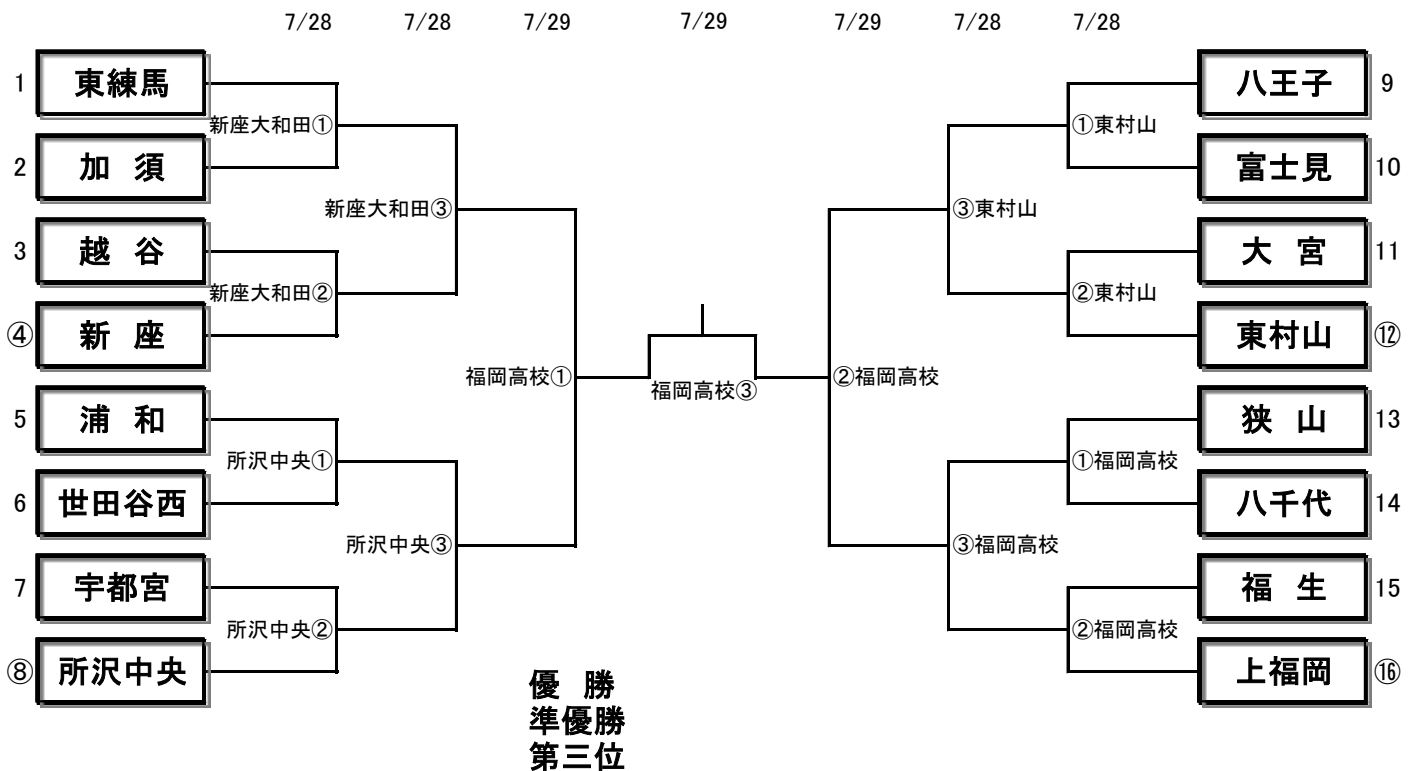 7/28 7/28 7/29 7/29 7/29 7/28 7/28
1 東練馬 八王子 9
新座大和田① ①東村山
2 加 須 富士見 10
新座大和田③ ③東村山
3 越 谷 大 宮 11
新座大和田② ②東村山
④ 新 座 東村山 ⑫
福岡高校① 福岡高校③ ②福岡高校
5 浦 和 狭 山 13
所沢中央① ①福岡高校
6 世田谷西 八千代 14
所沢中央③ ③福岡高校
7 宇都宮 福 生 15
所沢中央② ②福岡高校
⑧ 所沢中央 上福岡 ⑯
優 勝
準優勝
第三位